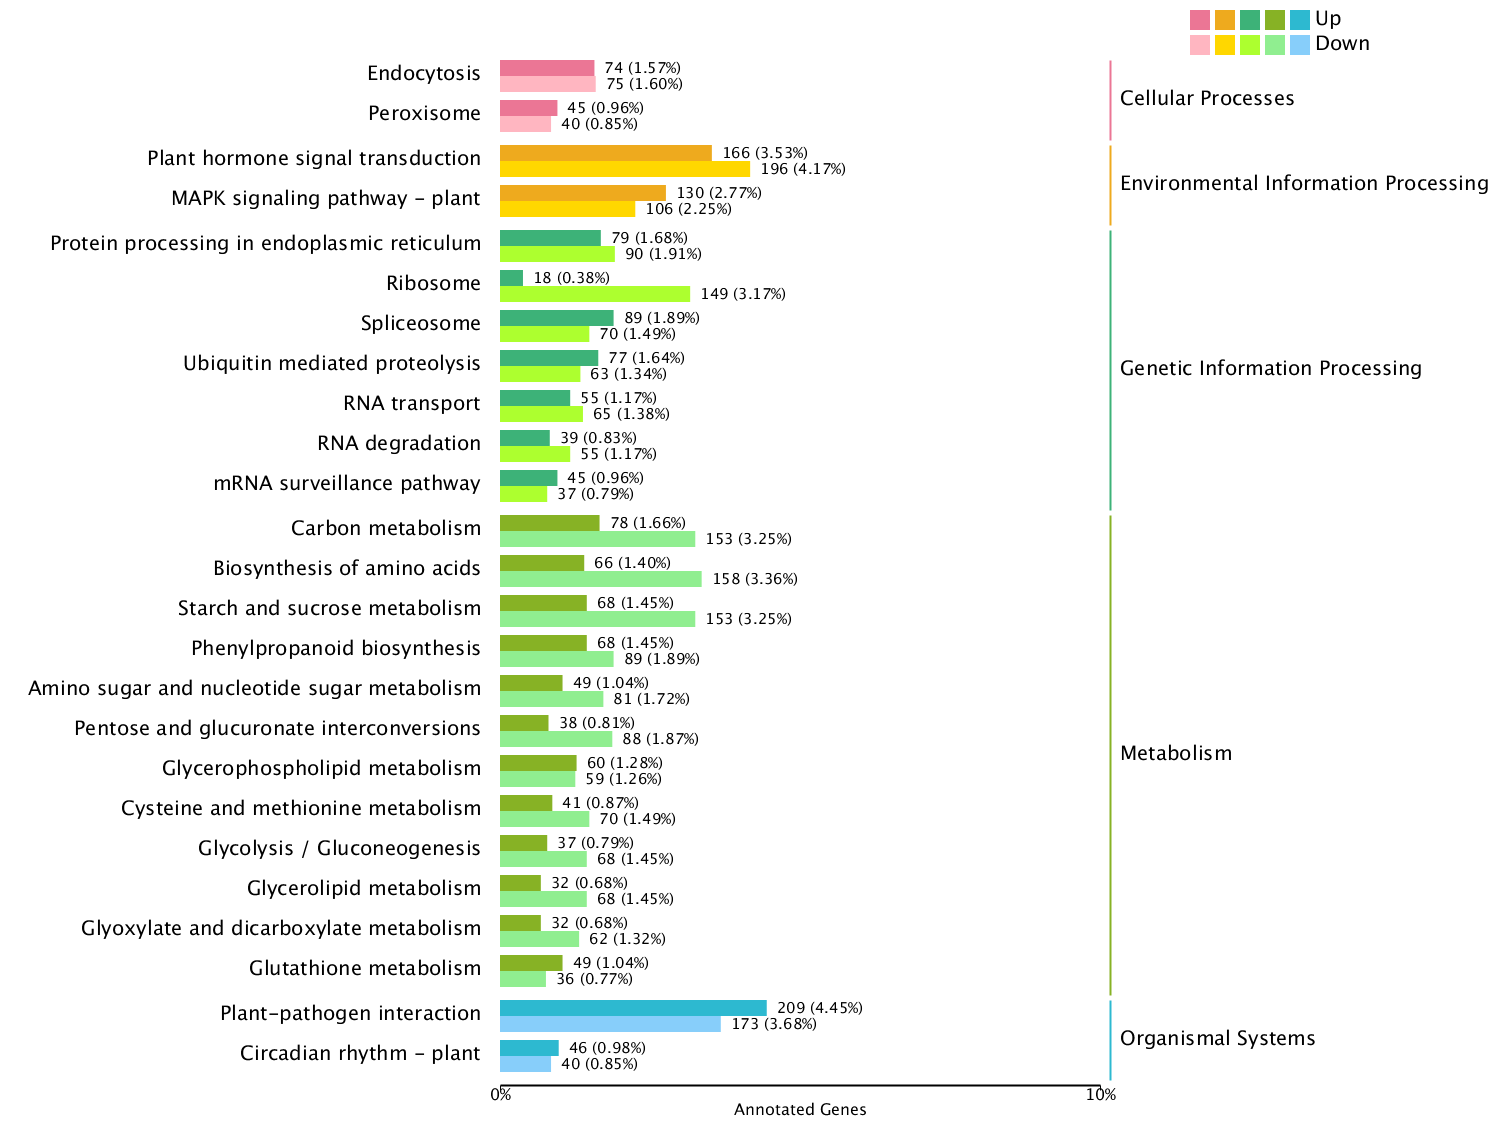 Up
Down
Endocytosis
74 (1.57%)
75 (1.60%)
Peroxisome
45 (0.96%)
40 (0.85%)
Cellular Processes
Plant hormone signal transduction
166 (3.53%)
196 (4.17%)
MAPK signaling pathway - plant
130 (2.77%)
106 (2.25%)
Environmental Information Processing
Protein processing in endoplasmic reticulum
79 (1.68%)
90 (1.91%)
Ribosome
18 (0.38%)
149 (3.17%)
Spliceosome
89 (1.89%)
70 (1.49%)
Ubiquitin mediated proteolysis
77 (1.64%)
63 (1.34%)
RNA transport
55 (1.17%)
65 (1.38%)
RNA degradation
39 (0.83%)
55 (1.17%)
mRNA surveillance pathway
45 (0.96%)
37 (0.79%)
Genetic Information Processing
Carbon metabolism
78 (1.66%)
153 (3.25%)
Biosynthesis of amino acids
66 (1.40%)
158 (3.36%)
Starch and sucrose metabolism
68 (1.45%)
153 (3.25%)
Phenylpropanoid biosynthesis
68 (1.45%)
89 (1.89%)
Amino sugar and nucleotide sugar metabolism
49 (1.04%)
81 (1.72%)
Pentose and glucuronate interconversions
38 (0.81%)
88 (1.87%)
Glycerophospholipid metabolism
60 (1.28%)
59 (1.26%)
Cysteine and methionine metabolism
41 (0.87%)
70 (1.49%)
Glycolysis / Gluconeogenesis
37 (0.79%)
68 (1.45%)
Glycerolipid metabolism
32 (0.68%)
68 (1.45%)
Glyoxylate and dicarboxylate metabolism
32 (0.68%)
62 (1.32%)
Glutathione metabolism
49 (1.04%)
36 (0.77%)
Metabolism
Plant-pathogen interaction
209 (4.45%)
173 (3.68%)
Circadian rhythm - plant
46 (0.98%)
40 (0.85%)
Organismal Systems
0%
10%
Annotated Genes